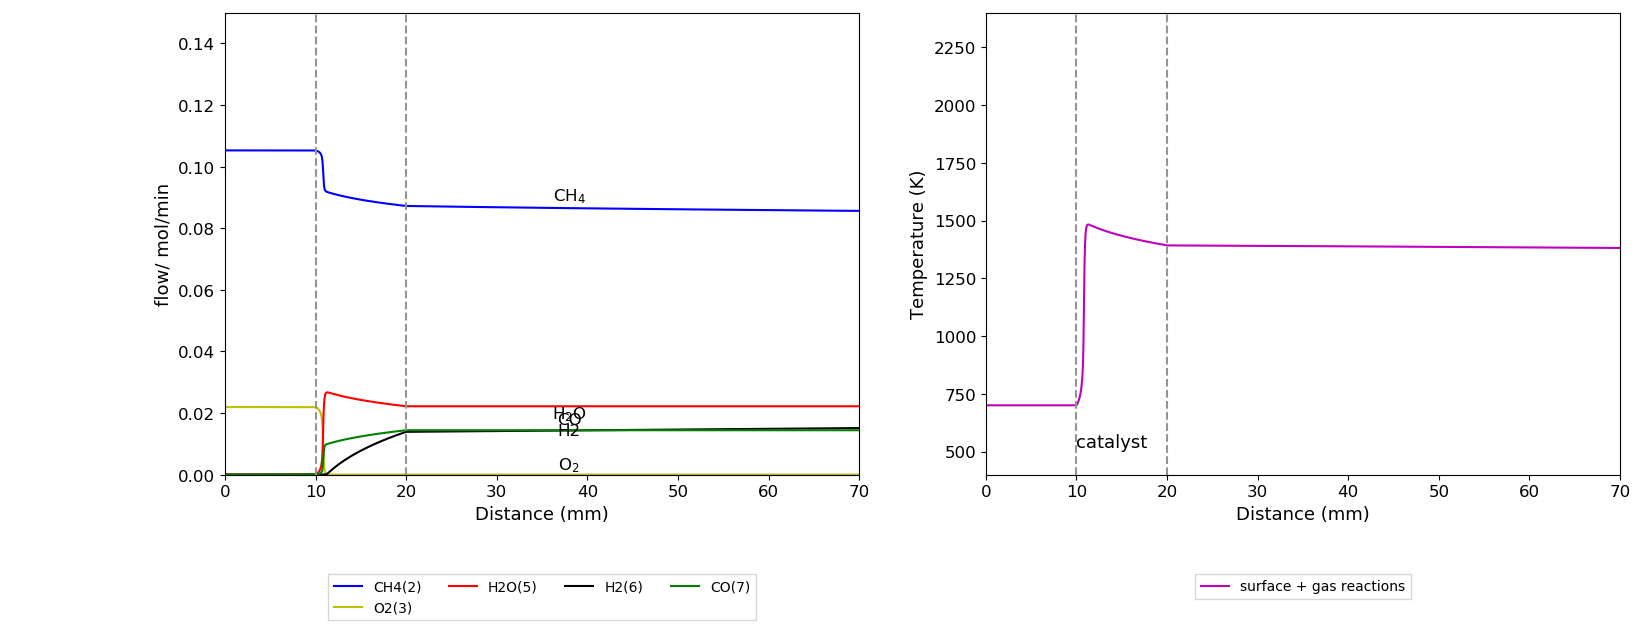 0.14
0.12
0.10
0.08
0.06
0.04
0.02
0.00
flow/ mol/min
CH₄
H₂O
CO
H2
O₂
0 10 20 30 40 50 60 70
Distance (mm)
CH4(2) H2O(5) H2(6) CO(7)
O2(3)
2250
2000
1750
1500
1250
1000
750
500
Temperature (K)
catalyst
0 10 20 30 40 50 60 70
Distance (mm)
surface + gas reactions